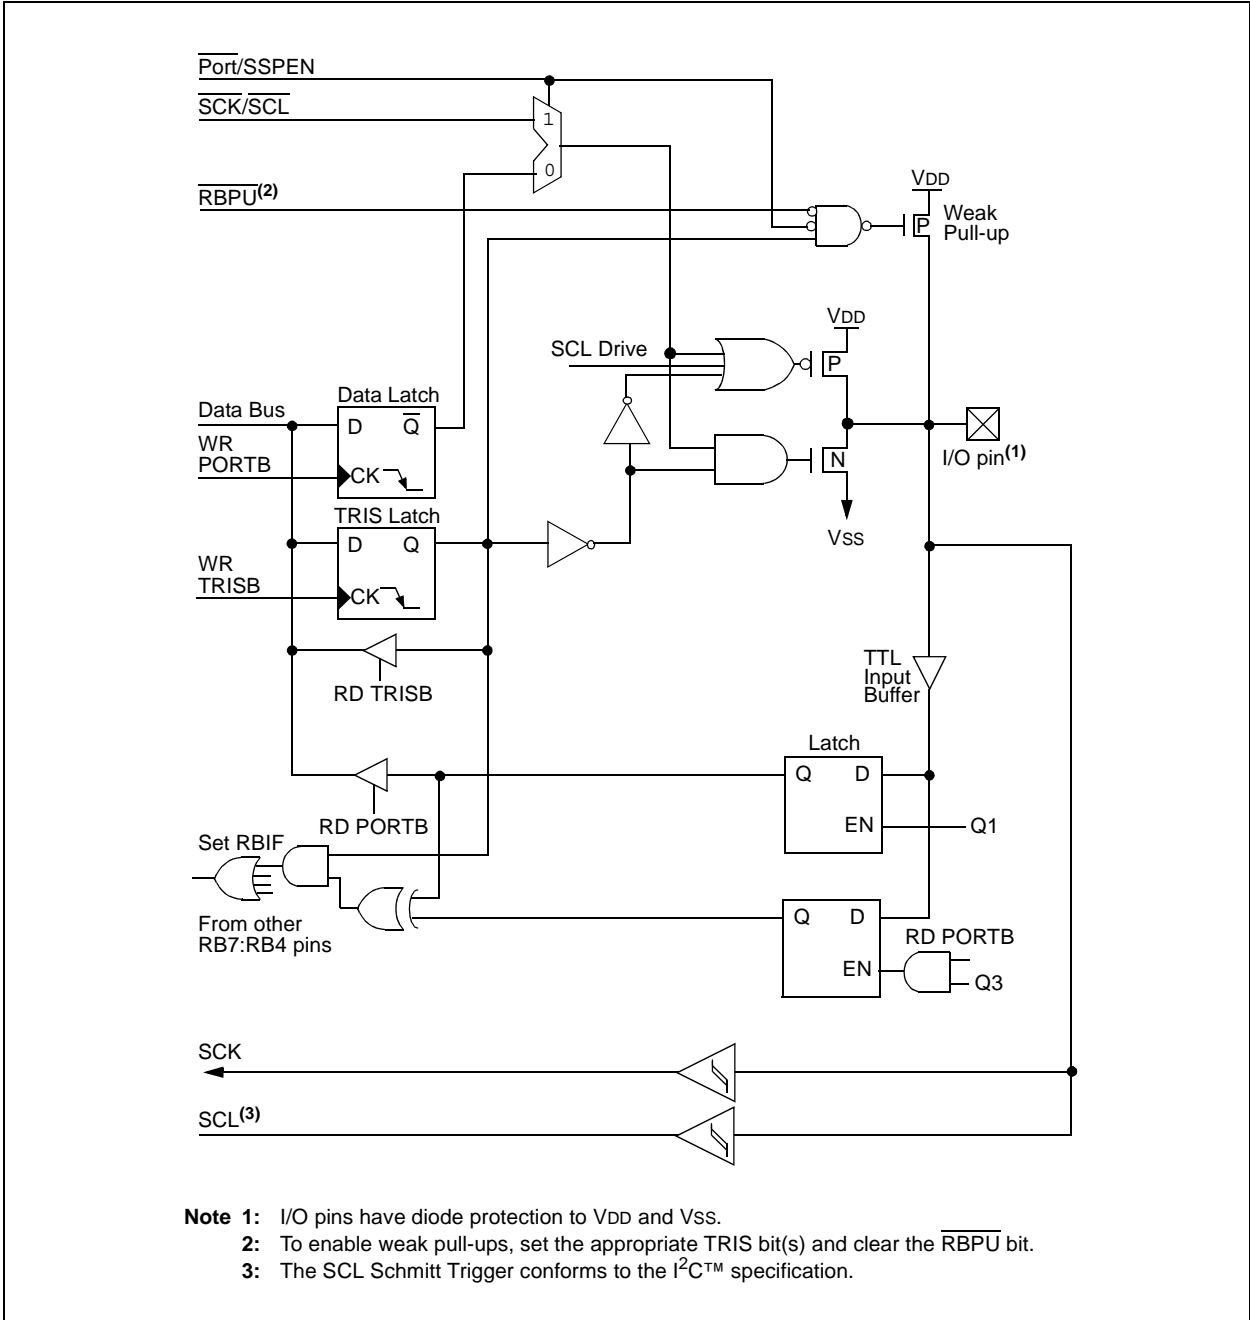 Port/SSPEN
SCK/SCL
1
0
RBPU(2)
VDD
P
Weak
Pull-up
VDD
SCL Drive
P
Data Latch
Data Bus
D Q
WR
PORTB
CK
N
I/O pin(1)
VSS
TRIS Latch
D Q
WR
TRISB
CK
TTL
Input
Buffer
RD TRISB
Latch
Q D
EN
Q1
RD PORTB
Set RBIF
From other
RB7:RB4 pins
Q D
RD PORTB
EN
Q3
SCK
SCL(3)
Note 1: I/O pins have diode protection to VDD and VSS.
2: To enable weak pull-ups, set the appropriate TRIS bit(s) and clear the RBPU bit.
3: The SCL Schmitt Trigger conforms to the I2C™ specification.